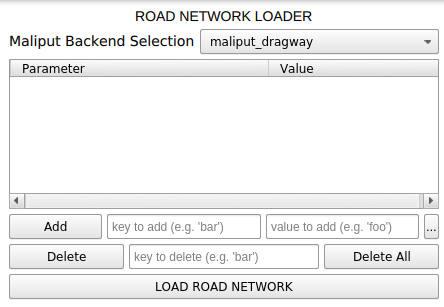 ROAD NETWORK LOADER
Maliput Backend Selection maliput_dragway
Parameter Value
Add key to add (e.g. 'bar') value to add (e.g. 'foo') ...
Delete key to delete (e.g. 'bar') Delete All
LOAD ROAD NETWORK